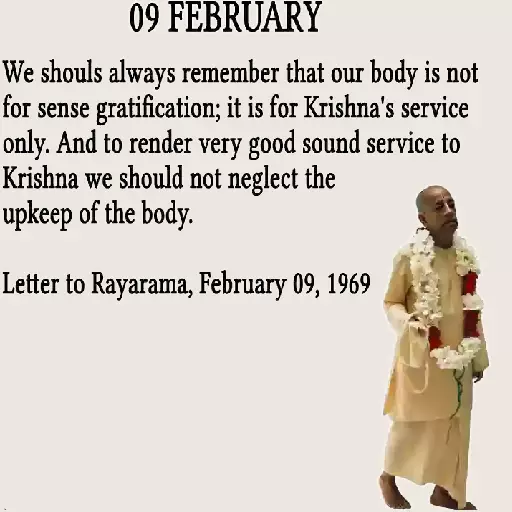 09 FEBRUARY
We shouls always remember that our body is not
for sense gratification; it is for Krishna's service
only. And to render very good sound service to
Krishna we should not neglect the
upkeep of the body.
Letter to Rayarama, February 09, 1969